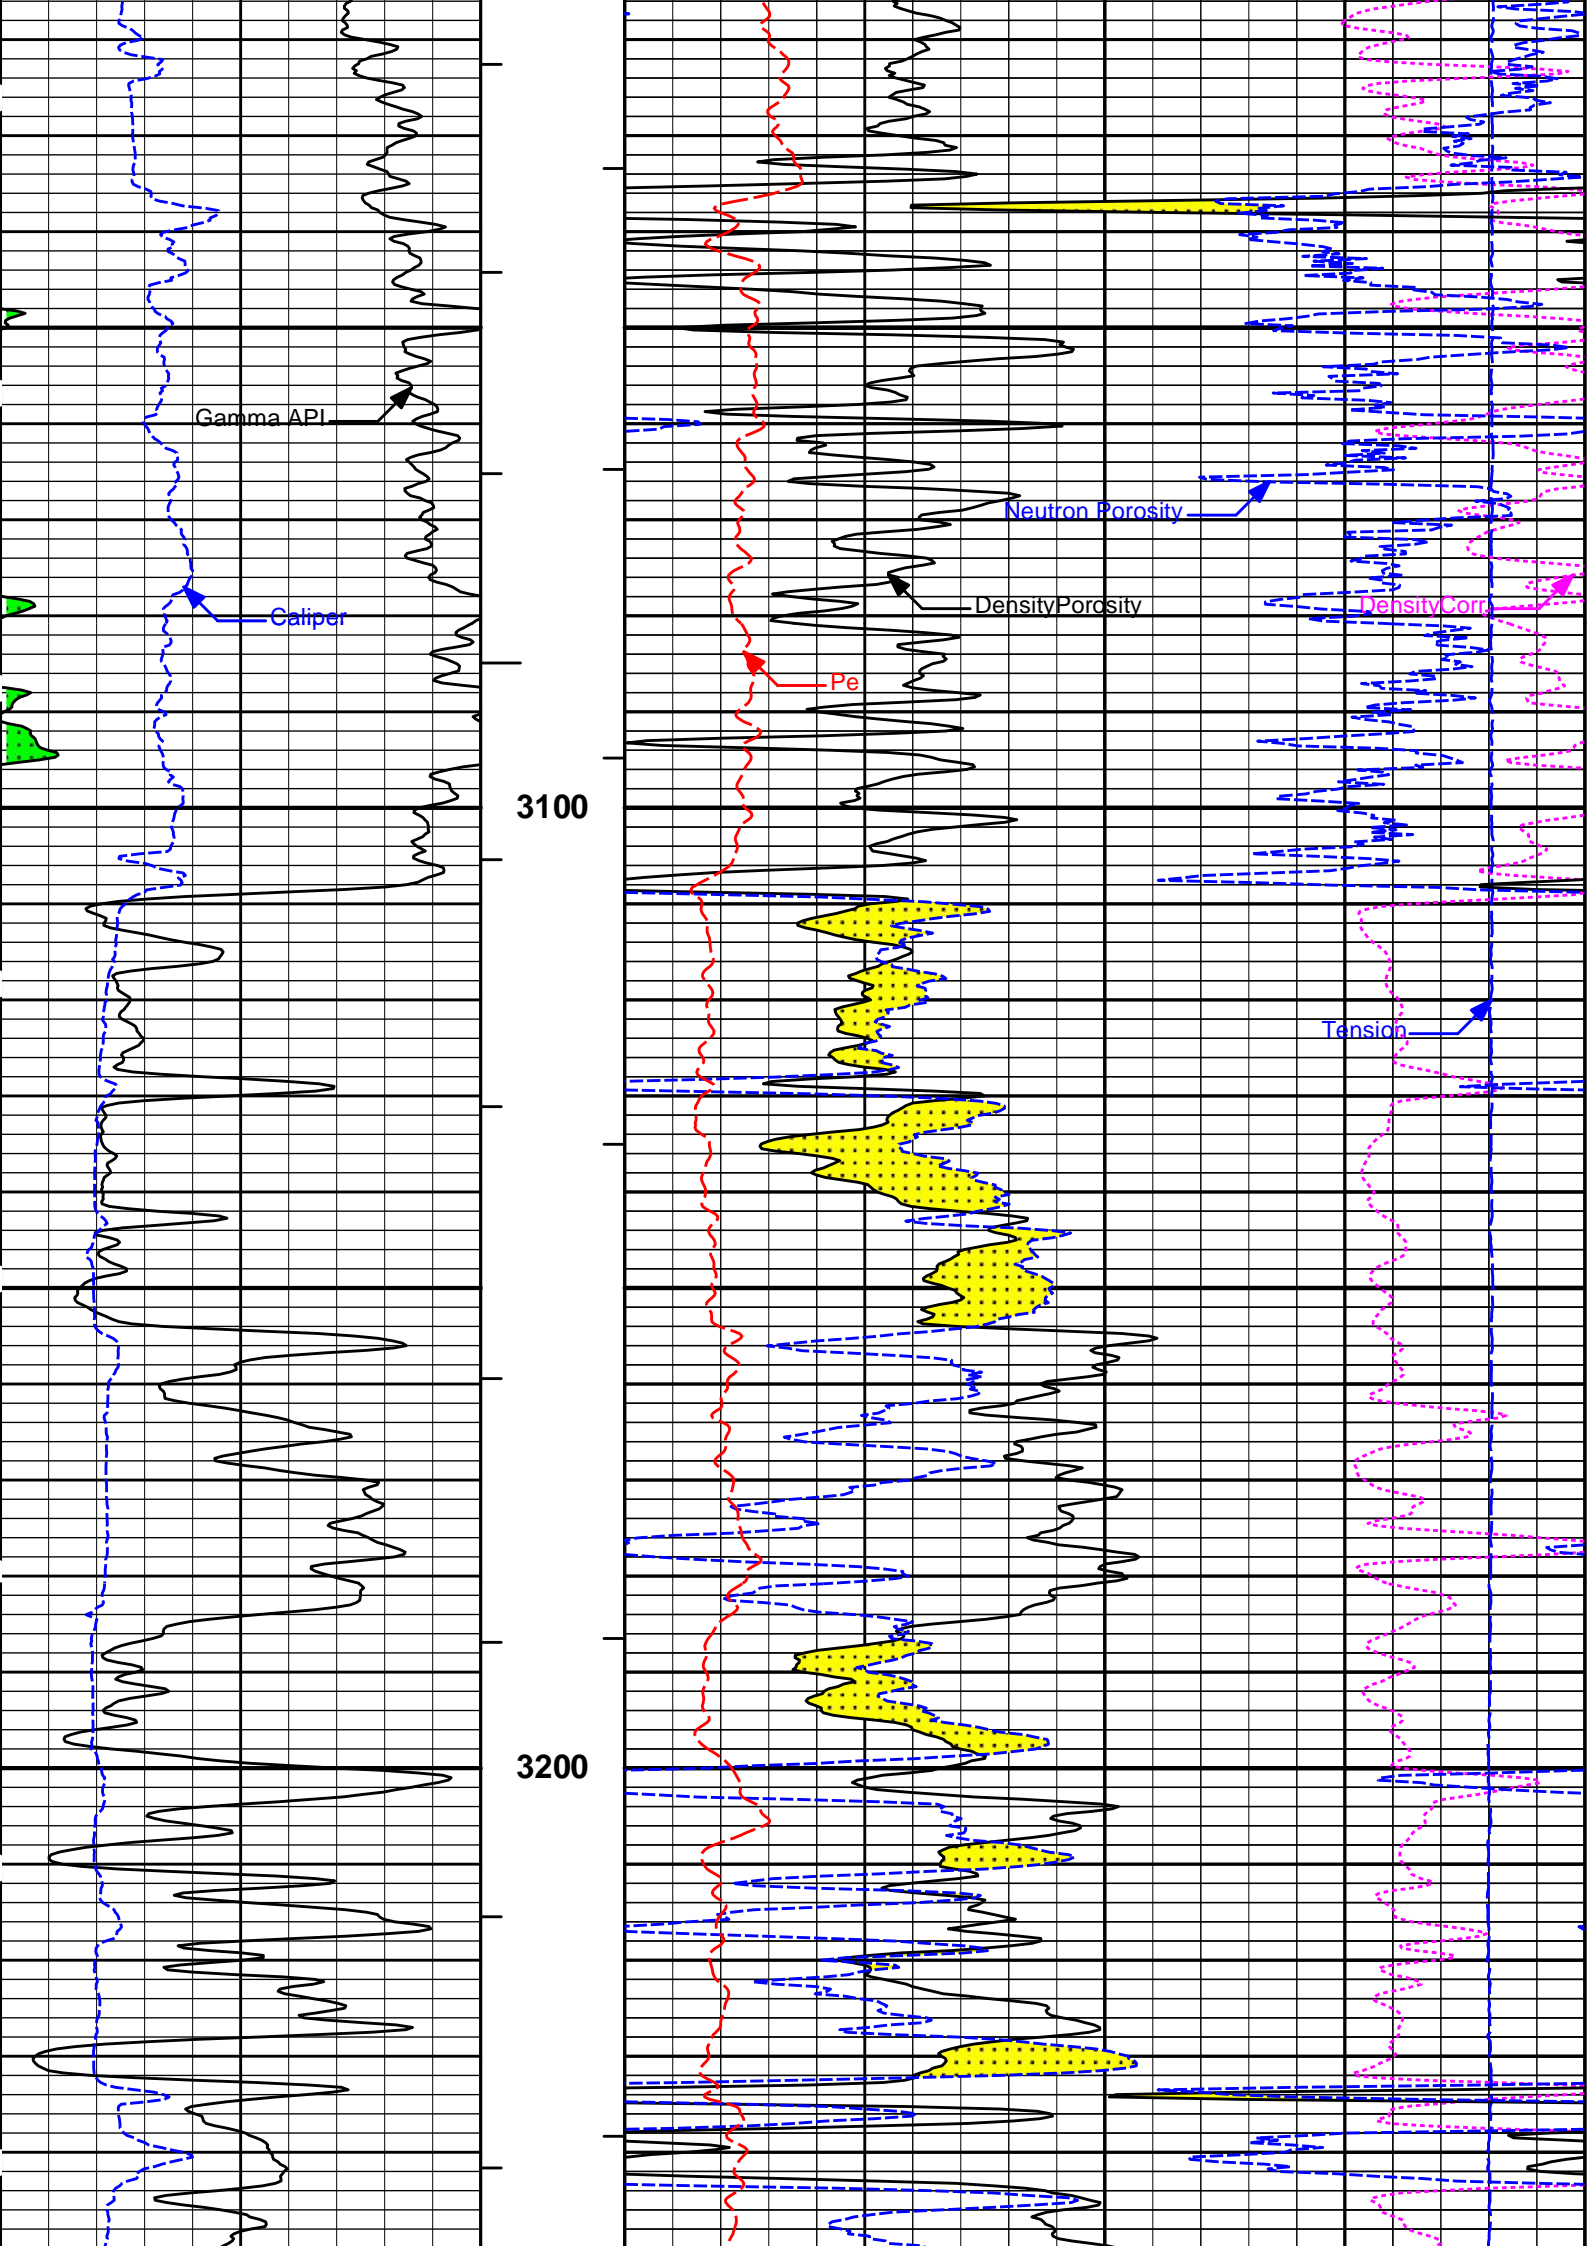 Gamma API
Neutron Porosity
DensityPorosity
DensityCorr
Caliper
Pe
3100
Tension
3200